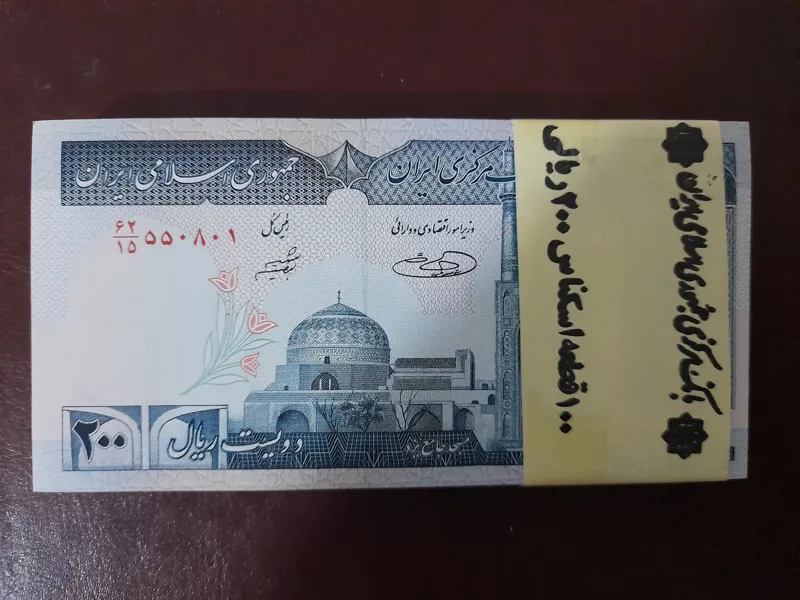 جمهوری اسلامی ایران
مرکزی ایران
۶۲/۱۵ ۵۵۰۸۰۱
رئیس کل
وزیر امور اقتصادی و دارائی
۲۰۰
دویست ریال
مسجد جامع یزد
بانک مرکزی جمهوری اسلامی ایران
۱۰۰ قطعه اسکناس ۲۰۰ ریالی